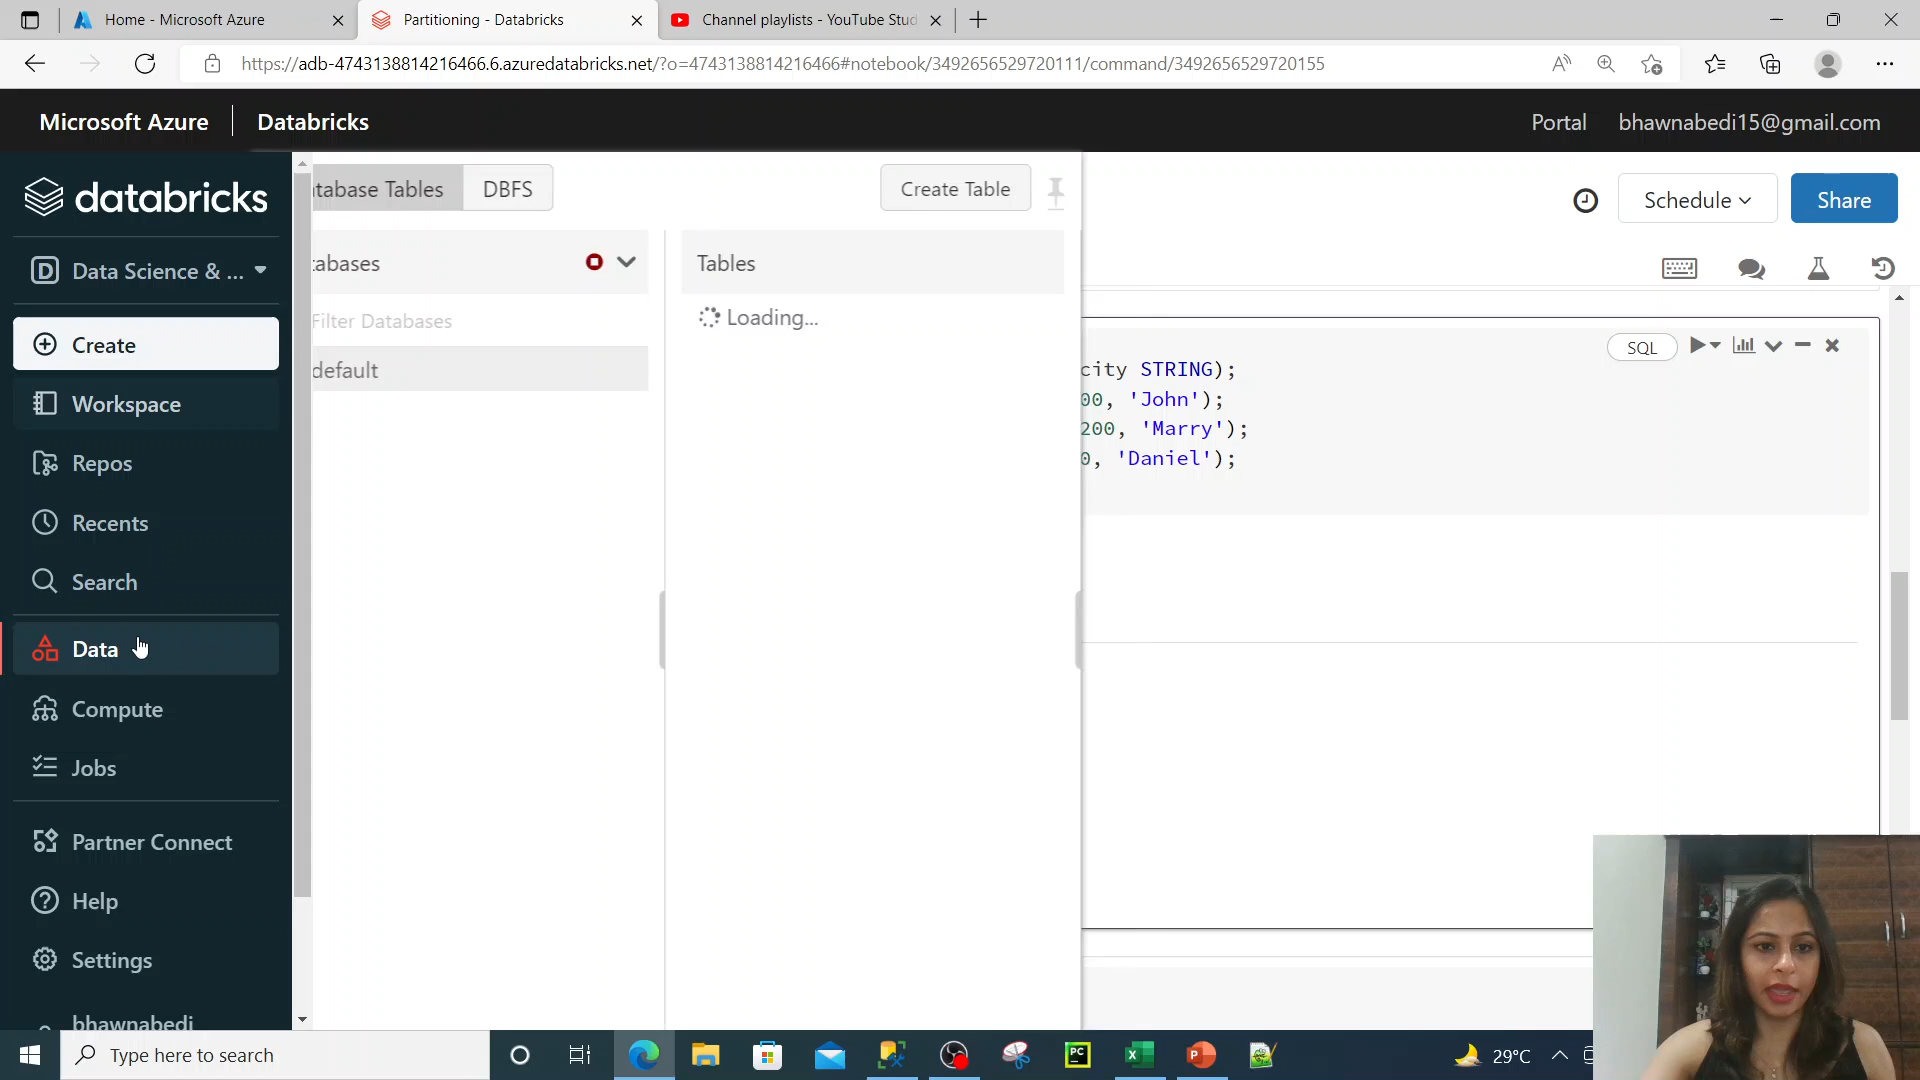 Home - Microsoft Azure
Partitioning - Databricks
Channel playlists - YouTube Stud
https://adb-4743138814216466.6.azuredatabricks.net/?o=4743138814216466#notebook/3492656529720111/command/3492656529720155
Microsoft Azure
Databricks
Portal
bhawnabedi15@gmail.com
databricks
Data Science & ...
Create
Workspace
Repos
Recents
Search
Data
Compute
Jobs
Partner Connect
Help
Settings
bhawnabedi
tabase Tables
DBFS
Create Table
tabases
Filter Databases
default
Tables
Loading...
Schedule
Share
SQL
city STRING);
00, 'John');
200, 'Marry');
0, 'Daniel');
Type here to search
PC
29°C